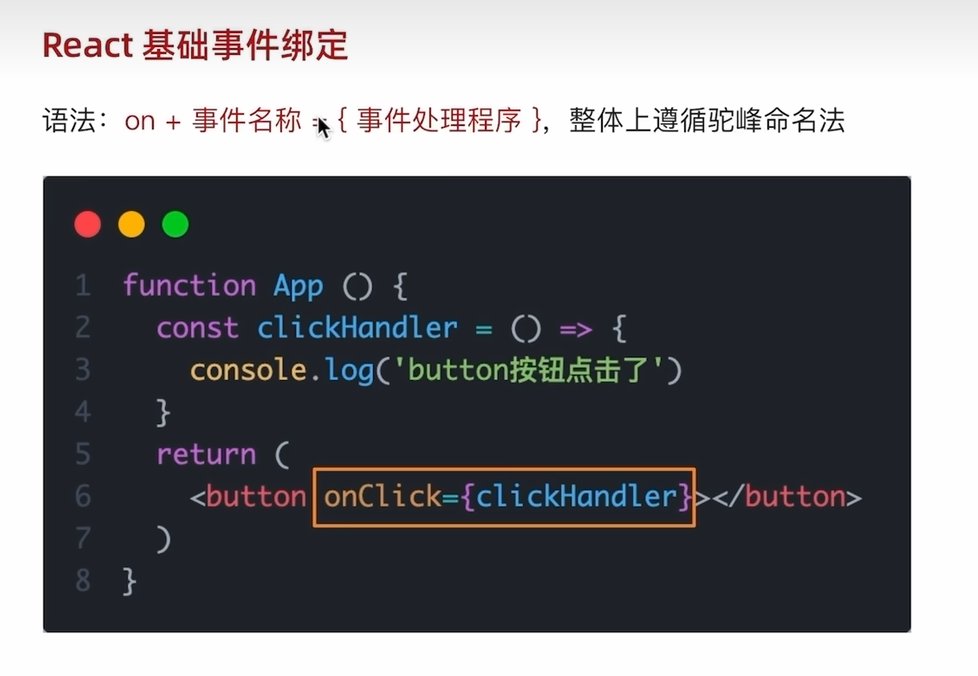 React 基础事件绑定
语法：on + 事件名称 = { 事件处理程序 }，整体上遵循驼峰命名法
1 function App () {
2 const clickHandler = () => {
3 console.log('button按钮点击了')
4 }
5 return (
6 <button onClick={clickHandler}></button>
7 )
8 }